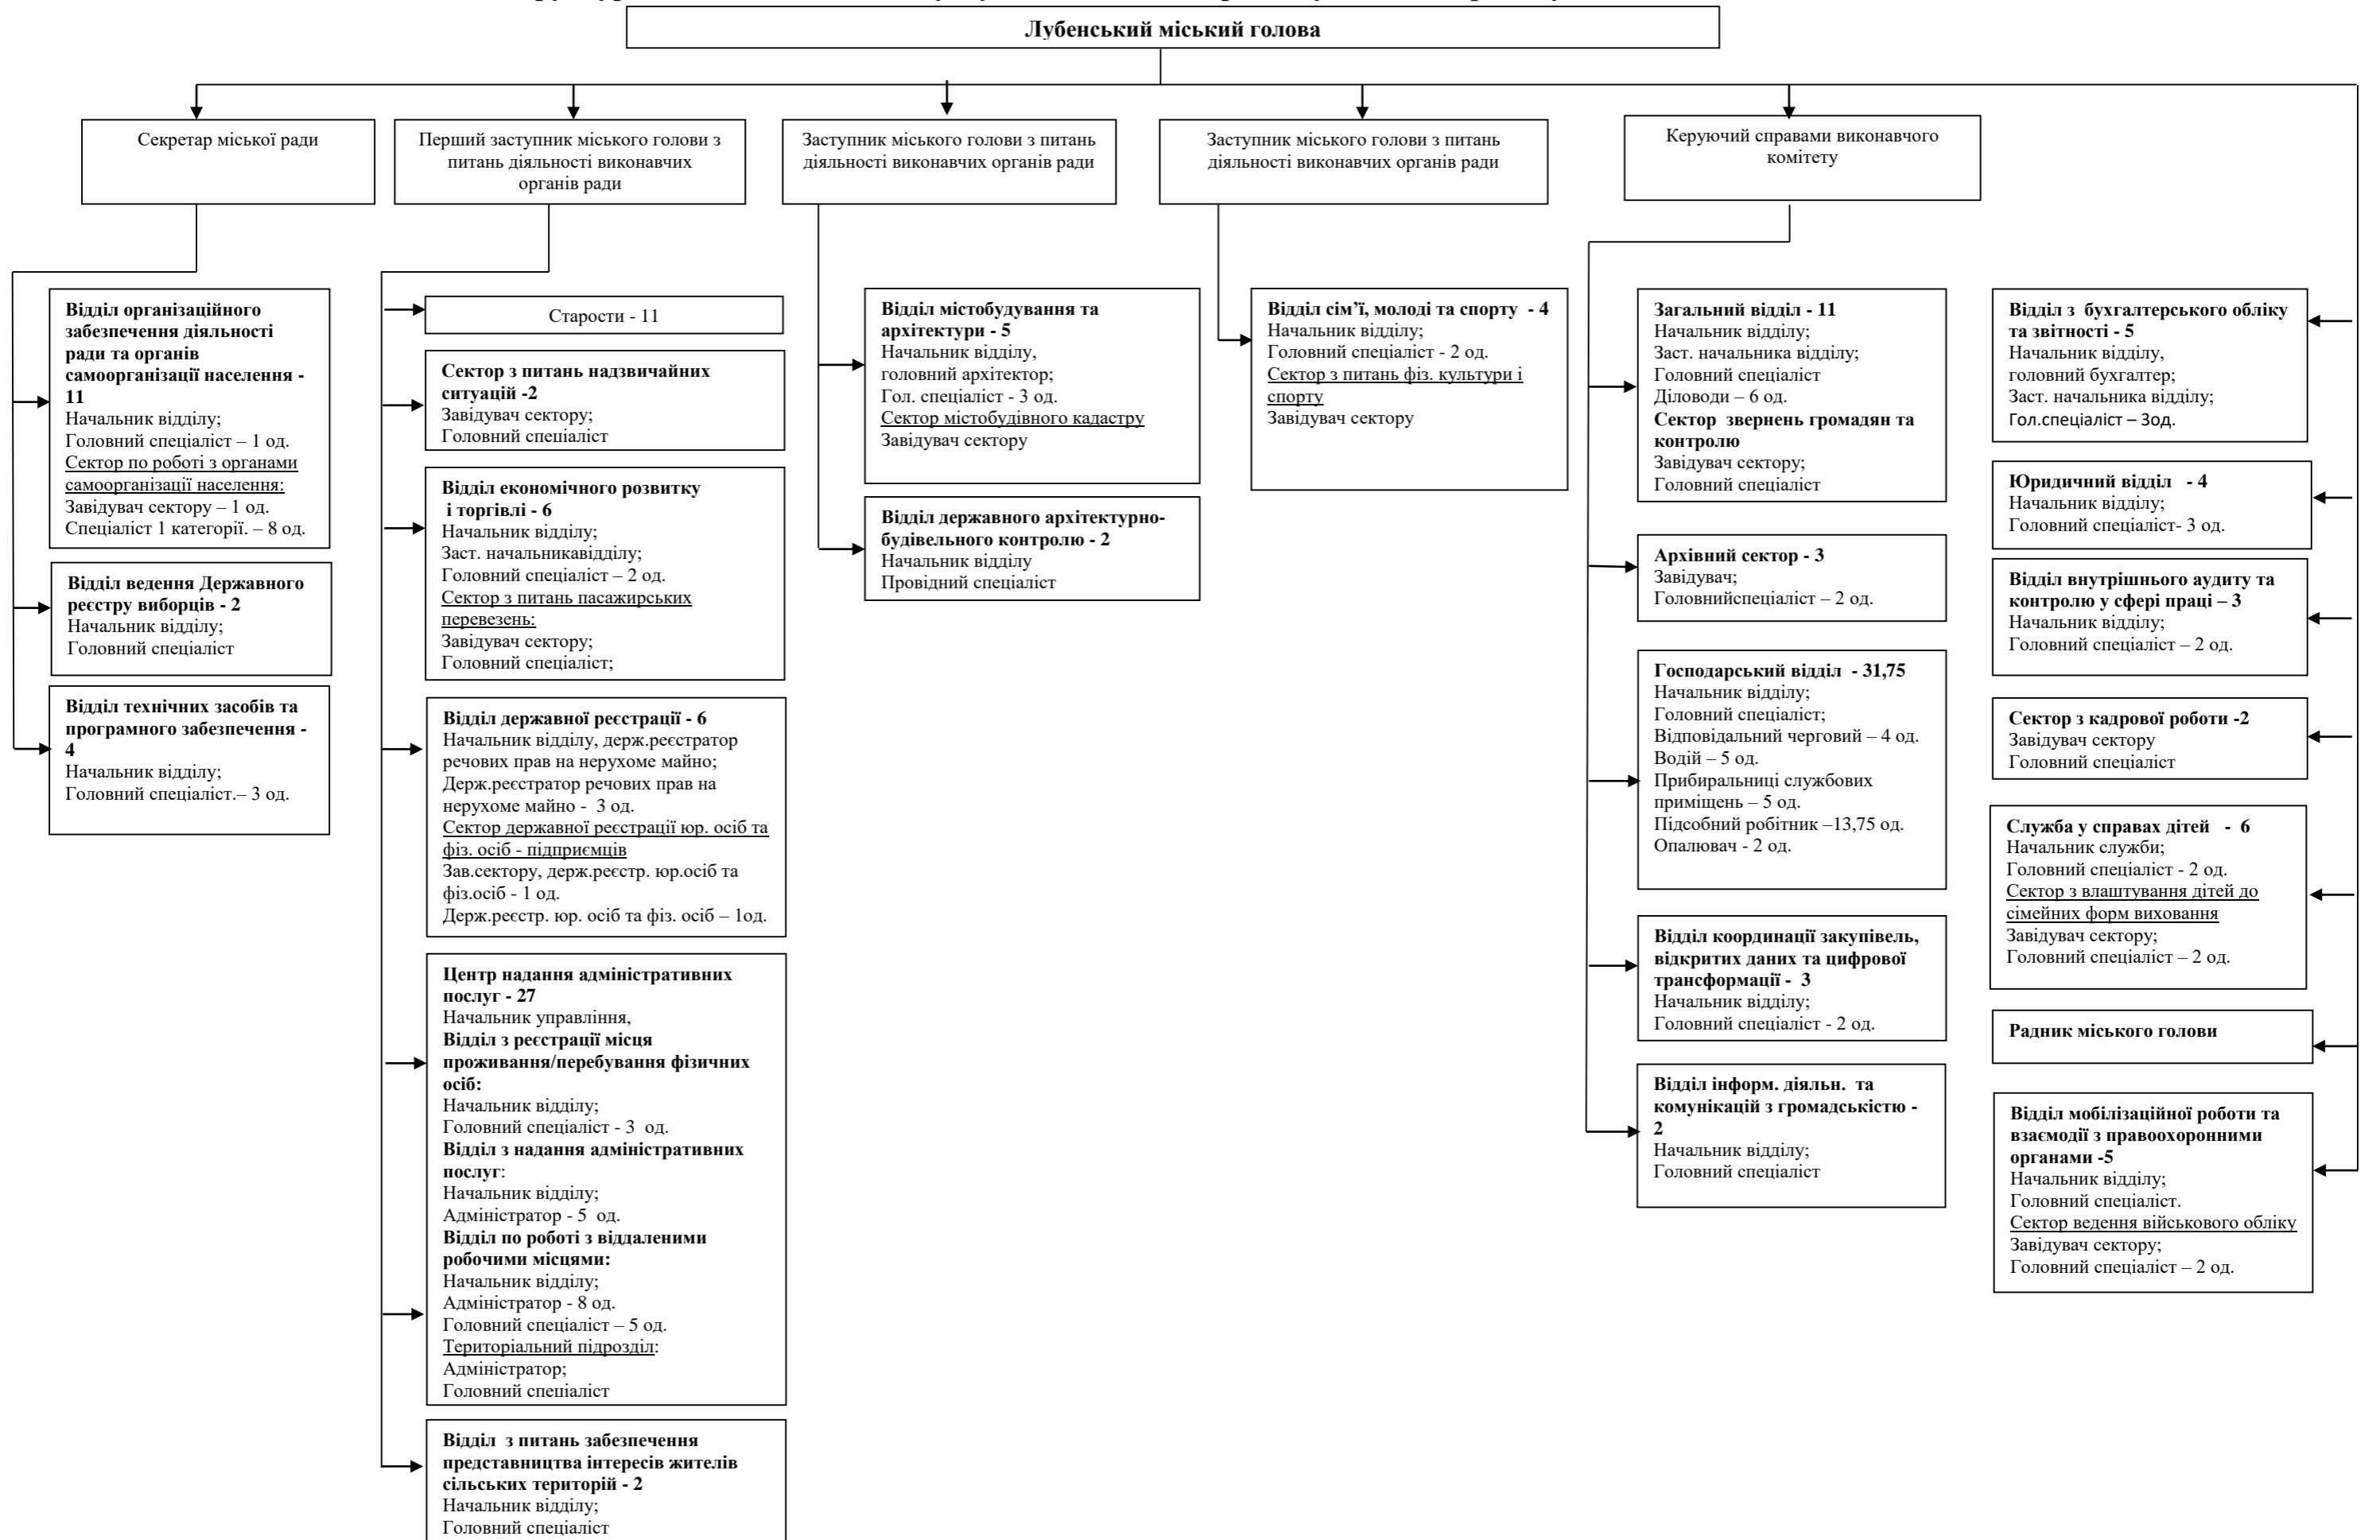 Лубенський міський голова
Секретар міської ради
Перший заступник міського голови з
питань діяльності виконавчих
органів ради
Заступник міського голови з питань
діяльності виконавчих органів ради
Заступник міського голови з питань
діяльності виконавчих органів ради
Керуючий справами виконавчого
комітету
Відділ організаційного
забезпечення діяльності
ради та органів
самоорганізації населення -
11
Начальник відділу;
Головний спеціаліст – 1 од.
Сектор по роботі з органами
самоорганізації населення:
Завідувач сектору – 1 од.
Спеціаліст 1 категорії. – 8 од.
Відділ ведення Державного
реєстру виборців - 2
Начальник відділу;
Головний спеціаліст
Відділ технічних засобів та
програмного забезпечення -
4
Начальник відділу;
Головний спеціаліст.– 3 од.
Старости - 11
Сектор з питань надзвичайних
ситуацій -2
Завідувач сектору;
Головний спеціаліст
Відділ економічного розвитку
і торгівлі - 6
Начальник відділу;
Заст. начальникавідділу;
Головний спеціаліст – 2 од.
Сектор з питань пасажирських
перевезень:
Завідувач сектору;
Головний спеціаліст;
Відділ державної реєстрації - 6
Начальник відділу, держ.реєстратор
речових прав на нерухоме майно;
Держ.реєстратор речових прав на
нерухоме майно - 3 од.
Сектор державної реєстрації юр. осіб та
фіз. осіб - підприємців
Зав.сектору, держ.реєстр. юр.осіб та
фіз.осіб - 1 од.
Держ.реєстр. юр. осіб та фіз. осіб – 1од.
Центр надання адміністративних
послуг - 27
Начальник управління,
Відділ з реєстрації місця
проживання/перебування фізичних
осіб:
Начальник відділу;
Головний спеціаліст - 3 од.
Відділ з надання адміністративних
послуг:
Начальник відділу;
Адміністратор - 5 од.
Відділ по роботі з віддаленими
робочими місцями:
Начальник відділу;
Адміністратор - 8 од.
Головний спеціаліст – 5 од.
Територіальний підрозділ:
Адміністратор;
Головний спеціаліст
Відділ з питань забезпечення
представництва інтересів жителів
сільських територій - 2
Начальник відділу;
Головний спеціаліст
Відділ містобудування та
архітектури - 5
Начальник відділу,
головний архітектор;
Гол. спеціаліст - 3 од.
Сектор містобудівного кадастру
Завідувач сектору
Відділ державного архітектурно-
будівельного контролю - 2
Начальник відділу
Провідний спеціаліст
Відділ сім’ї, молоді та спорту - 4
Начальник відділу;
Головний спеціаліст - 2 од.
Сектор з питань фіз. культури і
спорту
Завідувач сектору
Загальний відділ - 11
Начальник відділу;
Заст. начальника відділу;
Головний спеціаліст
Діловоди – 6 од.
Сектор звернень громадян та
контролю
Завідувач сектору;
Головний спеціаліст
Архівний сектор - 3
Завідувач;
Головнийспеціаліст – 2 од.
Господарський відділ - 31,75
Начальник відділу;
Головний спеціаліст;
Відповідальний черговий – 4 од.
Водій – 5 од.
Прибиральниці службових
приміщень – 5 од.
Підсобний робітник –13,75 од.
Опалювач - 2 од.
Відділ координації закупівель,
відкритих даних та цифрової
трансформації - 3
Начальник відділу;
Головний спеціаліст - 2 од.
Відділ інформ. діяльн. та
комунікацій з громадськістю -
2
Начальник відділу;
Головний спеціаліст
Відділ з бухгалтерського обліку
та звітності - 5
Начальник відділу,
головний бухгалтер;
Заст. начальника відділу;
Гол.спеціаліст – 3од.
Юридичний відділ - 4
Начальник відділу;
Головний спеціаліст- 3 од.
Відділ внутрішнього аудиту та
контролю у сфері праці – 3
Начальник відділу;
Головний спеціаліст – 2 од.
Сектор з кадрової роботи -2
Завідувач сектору
Головний спеціаліст
Служба у справах дітей - 6
Начальник служби;
Головний спеціаліст - 2 од.
Сектор з влаштування дітей до
сімейних форм виховання
Завідувач сектору;
Головний спеціаліст – 2 од.
Радник міського голови
Відділ мобілізаційної роботи та
взаємодії з правоохоронними
органами -5
Начальник відділу;
Головний спеціаліст.
Сектор ведення військового обліку
Завідувач сектору;
Головний спеціаліст – 2 од.